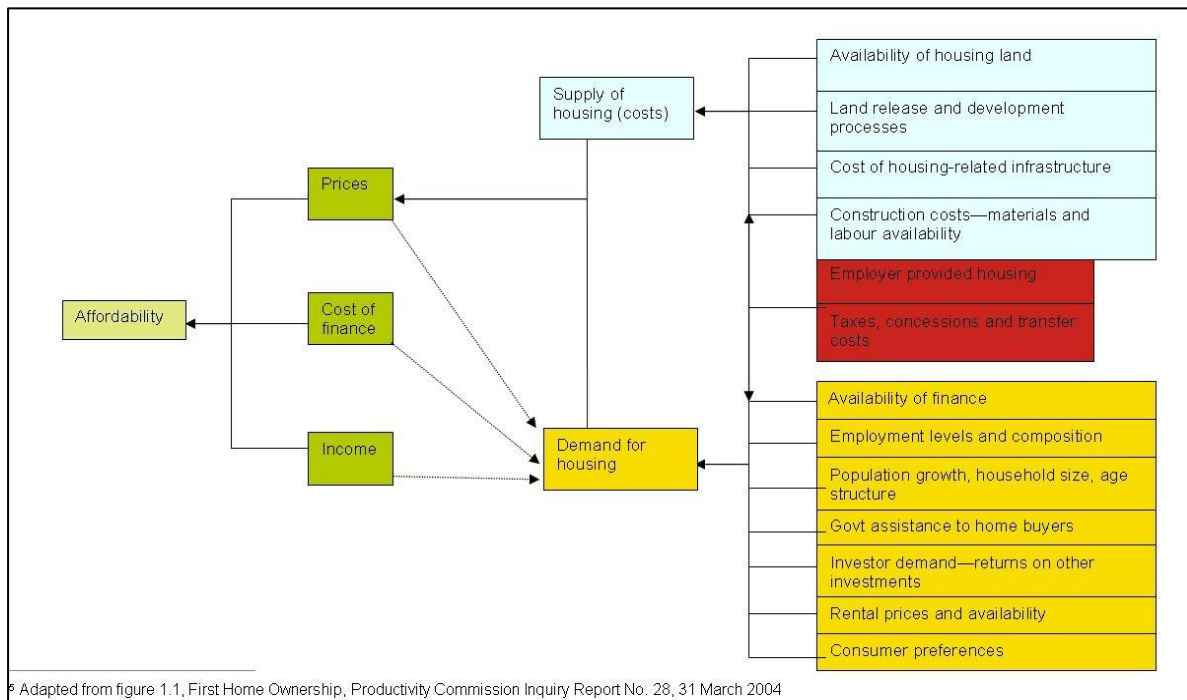 Availability of housing land
Supply of
housing (costs)
Land release and development
processes
Cost of housing-related infrastructure
Prices
Construction costs—materials and
labour availability
Employer provided housing
Affordability
Cost of
finance
Taxes, concessions and transfer
costs
Availability of finance
Income
Demand for
housing
Employment levels and composition
Population growth, household size, age
structure
Govt assistance to home buyers
Investor demand—returns on other
investments
Rental prices and availability
Consumer preferences
Adapted from figure 1.1, First Home Ownership, Productivity Commission Inquiry Report No. 28, 31 March 2004